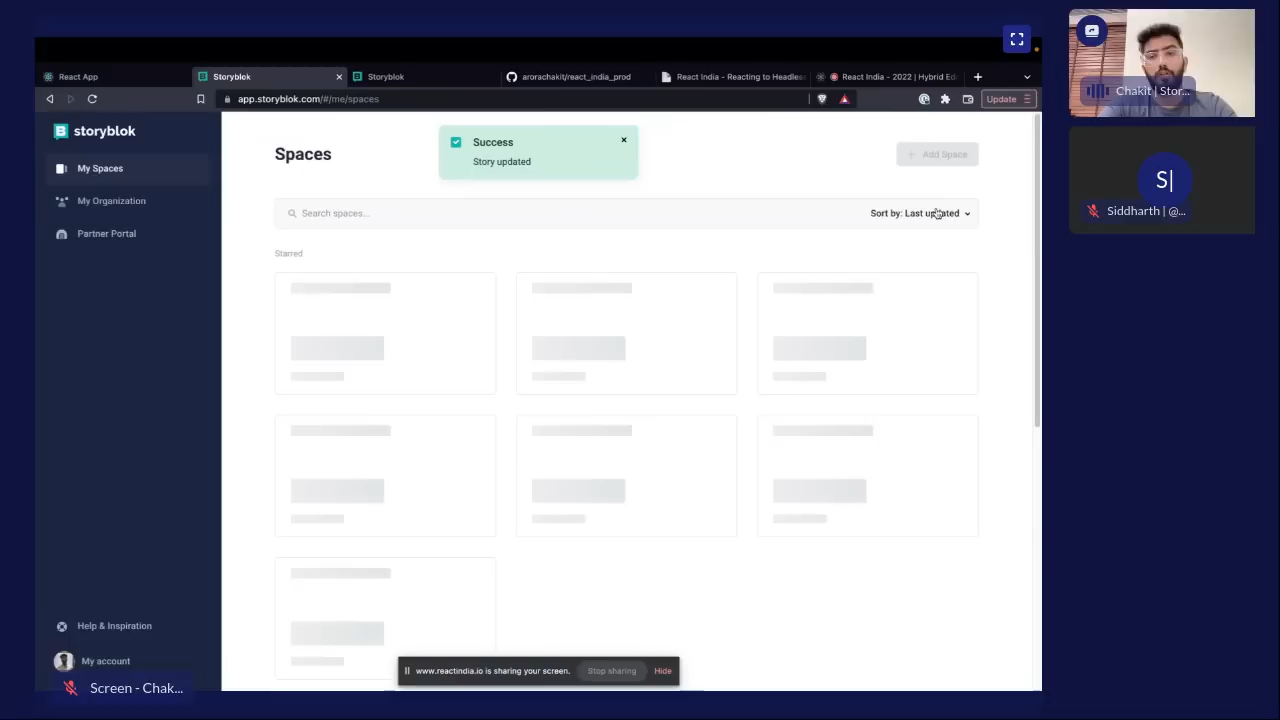 React App
Storyblok
Storyblok
arorachakit/react_india_prod
React India - Reacting to Headless
React India - 2022 | Hybrid Ed
app.storyblok.com/#/me/spaces
Update
storyblok
My Spaces
My Organization
Partner Portal
Help & Inspiration
My account
Screen - Chak...
Spaces
Success
Story updated
Add Space
Search spaces...
Sort by: Last updated
Starred
www.reactindia.io is sharing your screen.
Stop sharing
Hide
Chakit | Stor...
S|
Siddharth | @...